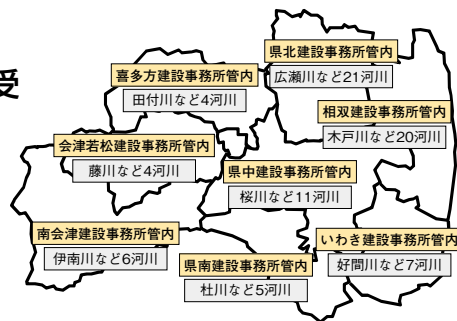 受
県北建設事務所管内
広瀬川など21河川
喜多方建設事務所管内
田付川など4河川
相双建設事務所管内
木戸川など20河川
会津若松建設事務所管内
藤川など4河川
県中建設事務所管内
桜川など11河川
南会津建設事務所管内
伊南川など6河川
いわき建設事務所管内
好間川など7河川
県南建設事務所管内
社川など5河川